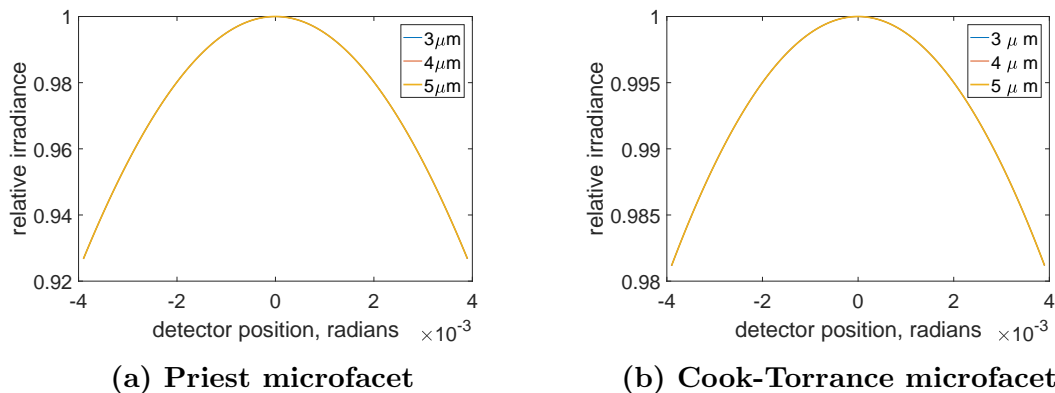 1
0.98
0.96
0.94
0.92
relative irradiance
3μm
4μm
5μm
-4 -2 0 2 4
detector position, radians ×10⁻³
(a) Priest microfacet
1
0.995
0.99
0.985
0.98
relative irradiance
3 μ m
4 μ m
5 μ m
-4 -2 0 2 4
detector position, radians ×10⁻³
(b) Cook-Torrance microfacet